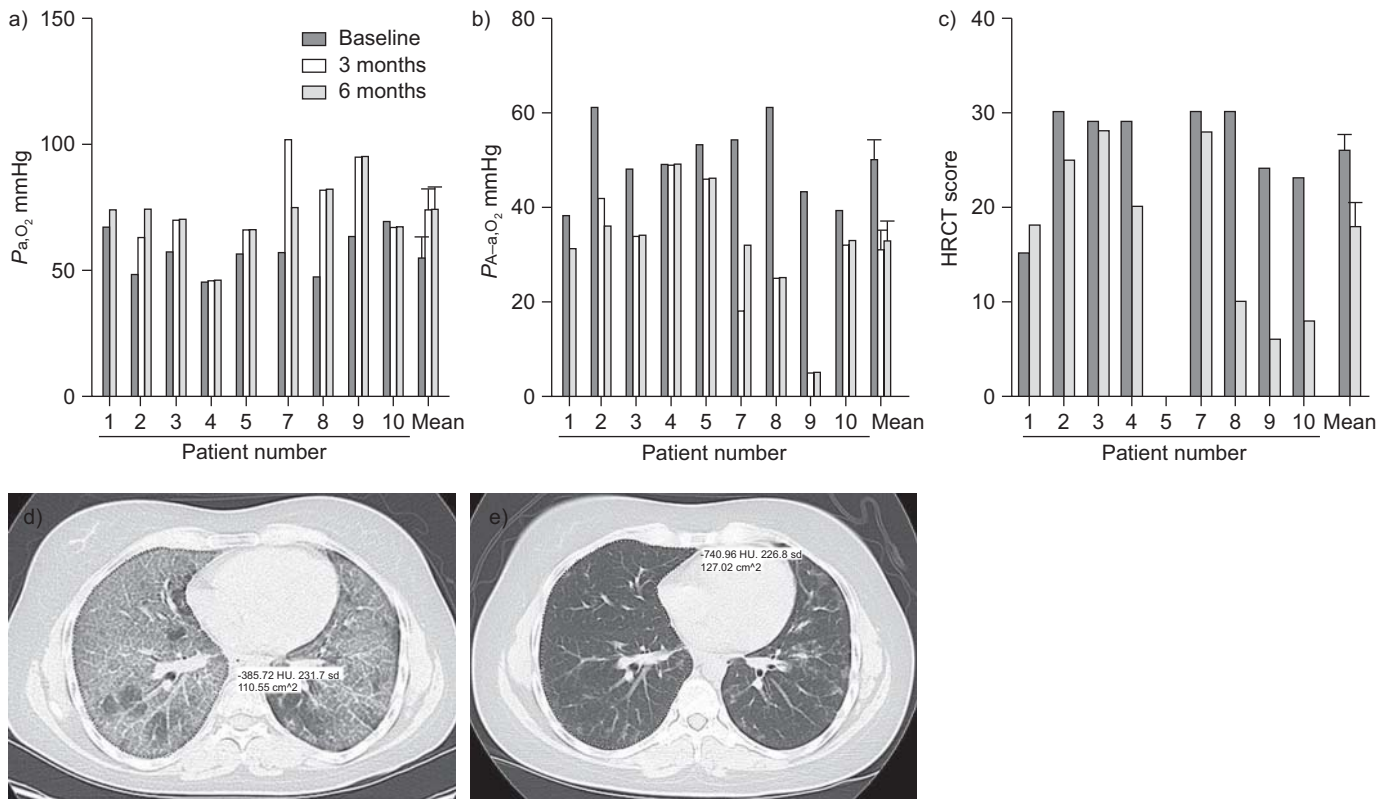 a)
150
100
50
0
Pa,O2 mmHg
Baseline
3 months
6 months
1 2 3 4 5 7 8 9 10 Mean
Patient number
b)
80
60
40
20
0
PA–a,O2 mmHg
1 2 3 4 5 7 8 9 10 Mean
Patient number
c)
40
30
20
10
0
HRCT score
1 2 3 4 5 7 8 9 10 Mean
Patient number
d)
-385.72 HU. 231.7 sd
110.55 cm^2
e)
-740.96 HU. 226.8 sd
127.02 cm^2